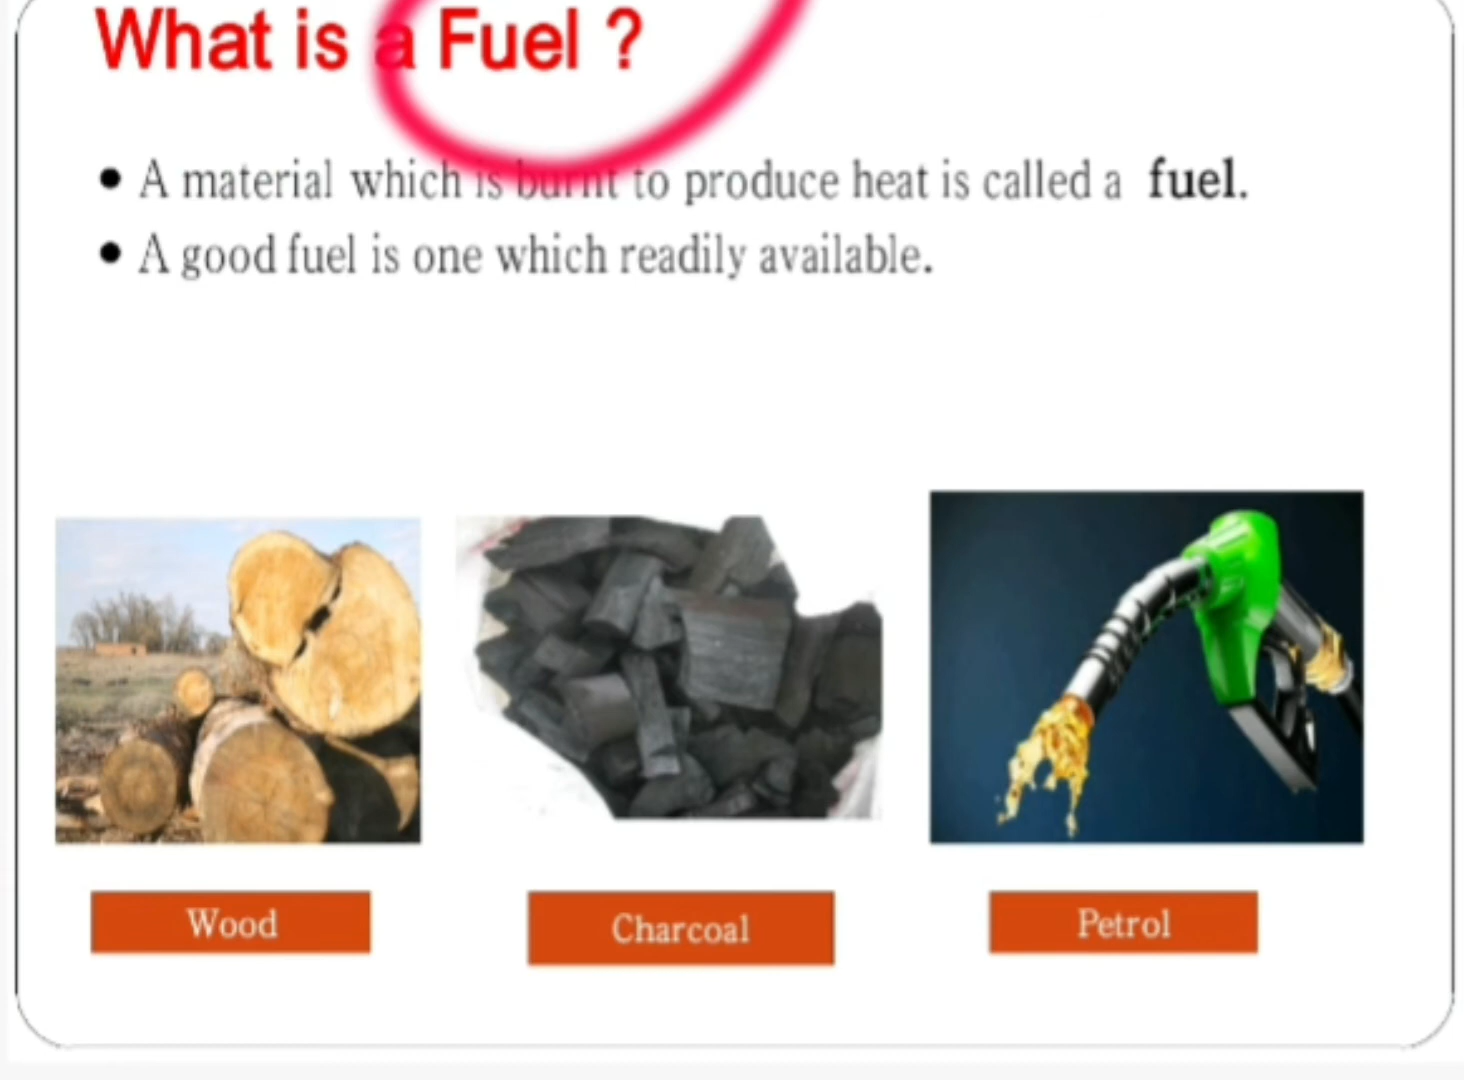 What is a Fuel ?
• A material which is burnt to produce heat is called a fuel.
• A good fuel is one which readily available.
Wood
Charcoal
Petrol